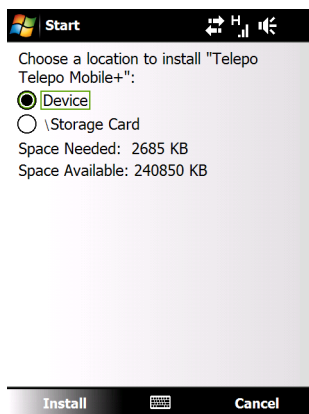 Start
H
Choose a location to install "Telepo
Telepo Mobile+":
Device
\Storage Card
Space Needed: 2685 KB
Space Available: 240850 KB
Install
Cancel